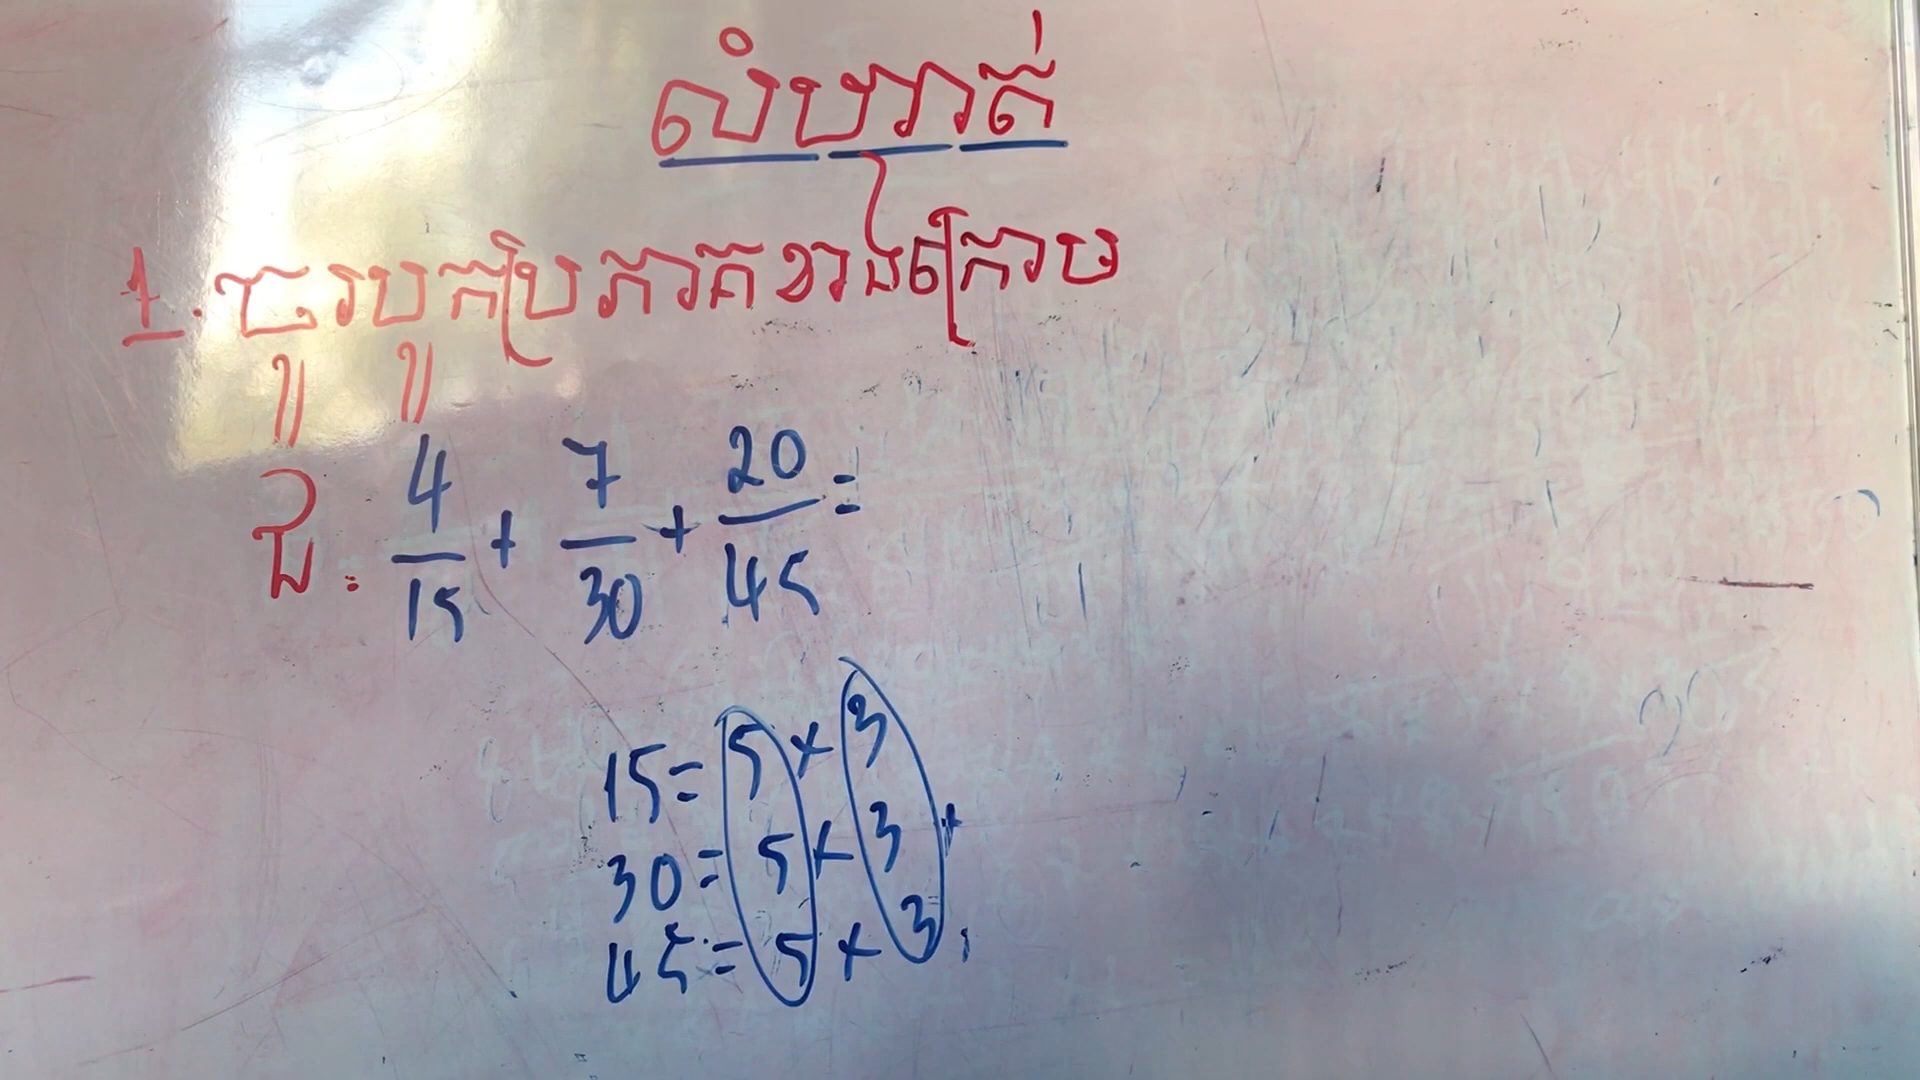 លំហាត់
1. ចូរបូកប្រភាគខាងក្រោម
ជ. 4/15 + 7/30 + 20/45 =
15 = 5 × 3
30 = 5 × 3 ×
45 = 5 × 3